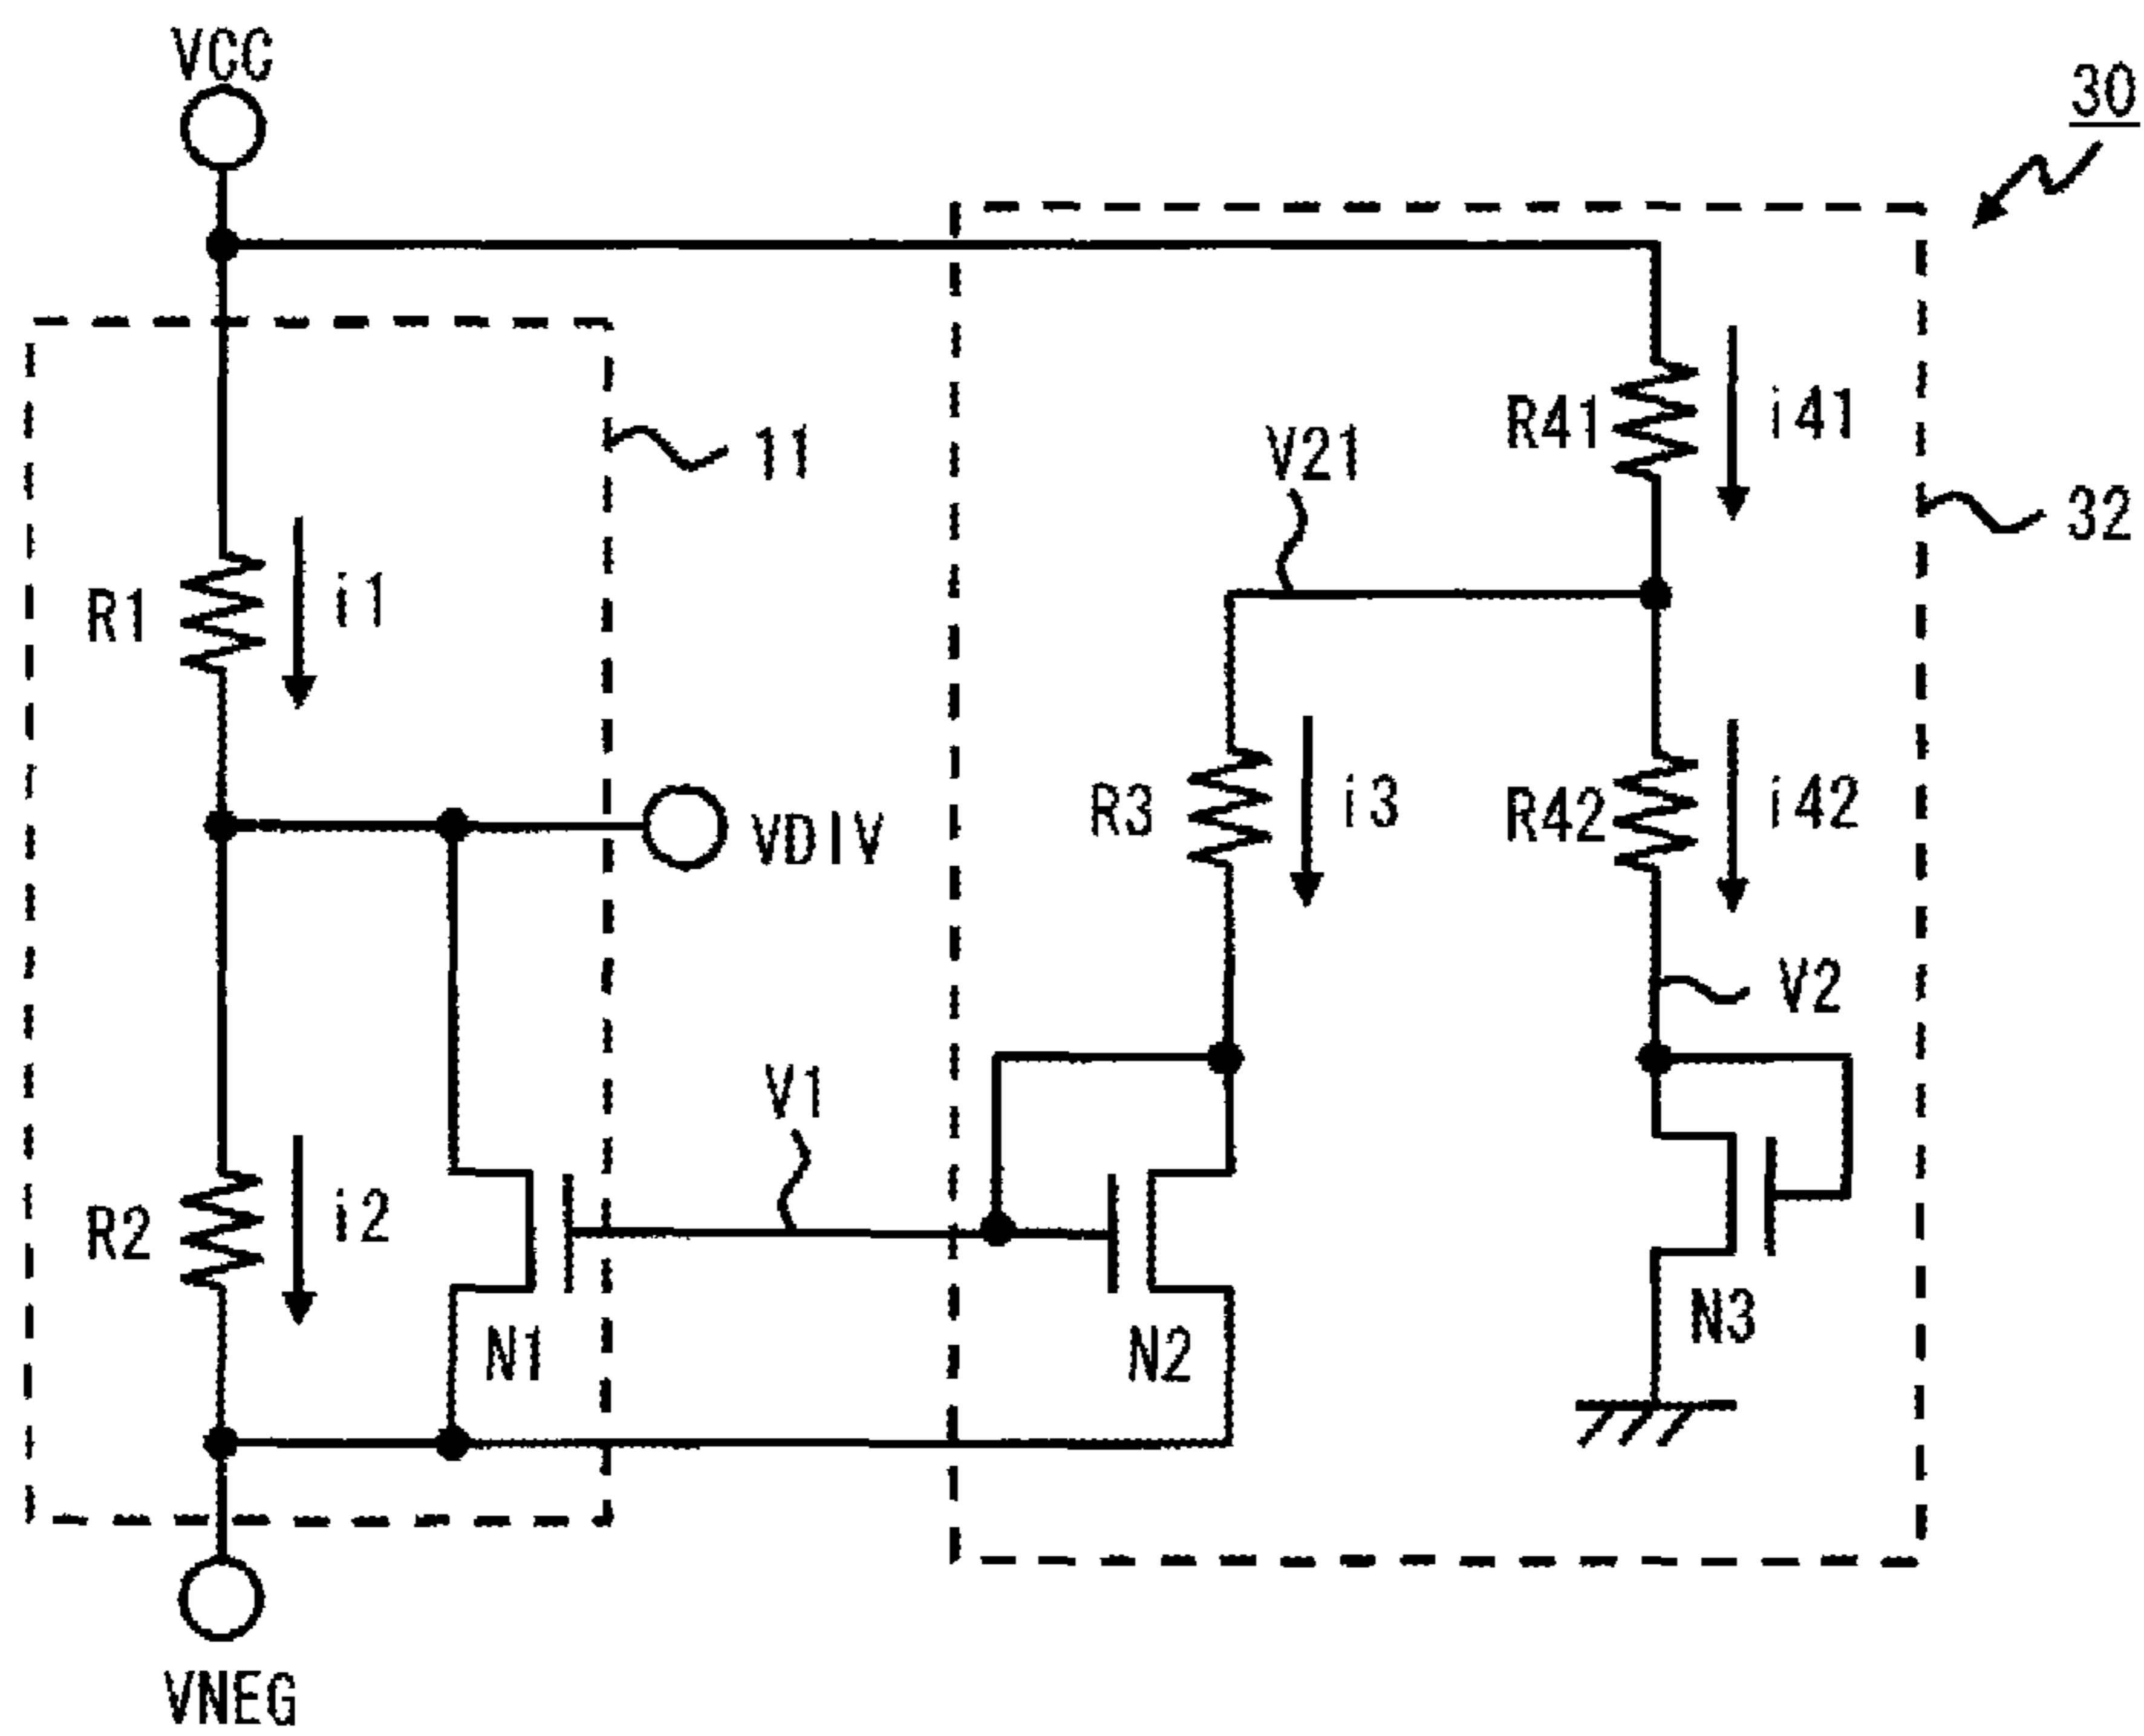 VCC
30
11
V21
R41
i41
32
R1
i1
R3
i3
R42
i42
VDIV
V2
V1
R2
i2
N1
N2
N3
VNEG